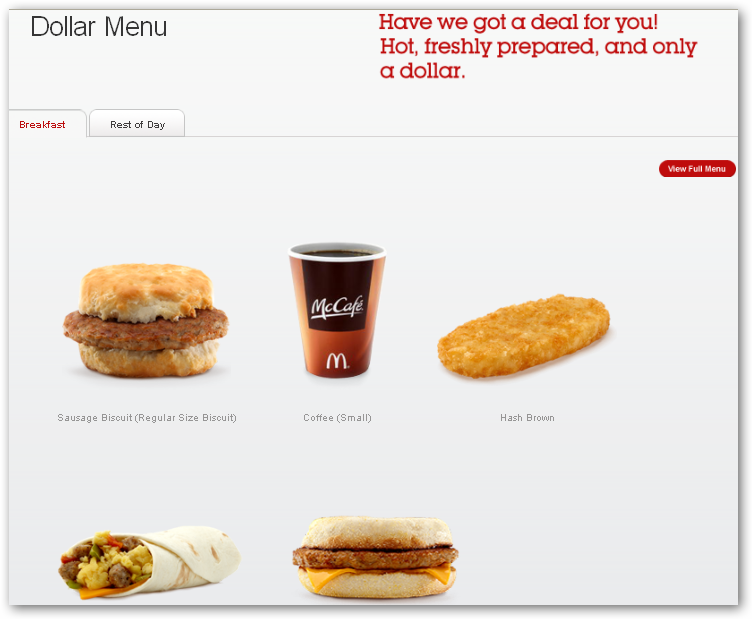 Dollar Menu
Have we got a deal for you!
Hot, freshly prepared, and only
a dollar.
Breakfast
Rest of Day
View Full Menu
McCafé
Sausage Biscuit (Regular Size Biscuit)
Coffee (Small)
Hash Brown